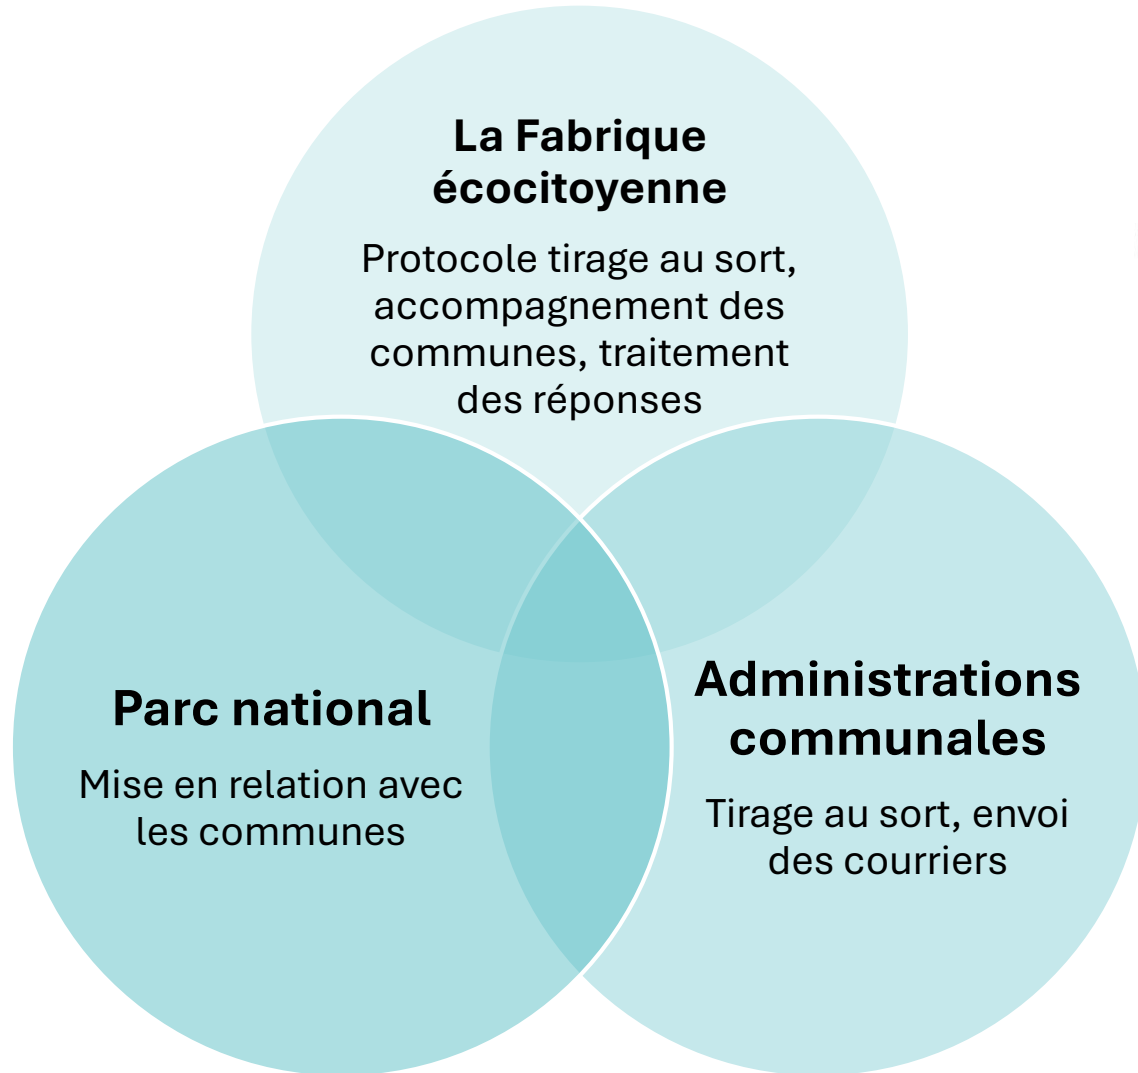 La Fabrique
écocitoyenne
Protocole tirage au sort,
accompagnement des
communes, traitement
des réponses
Parc national
Mise en relation avec
les communes
Administrations
communales
Tirage au sort, envoi
des courriers